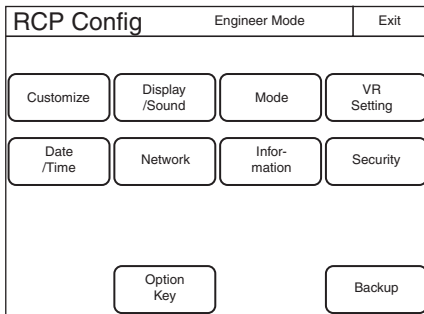 RCP Config Engineer Mode Exit
Customize
Display
/Sound
Mode
VR
Setting
Date
/Time
Network
Infor-
mation
Security
Option
Key
Backup